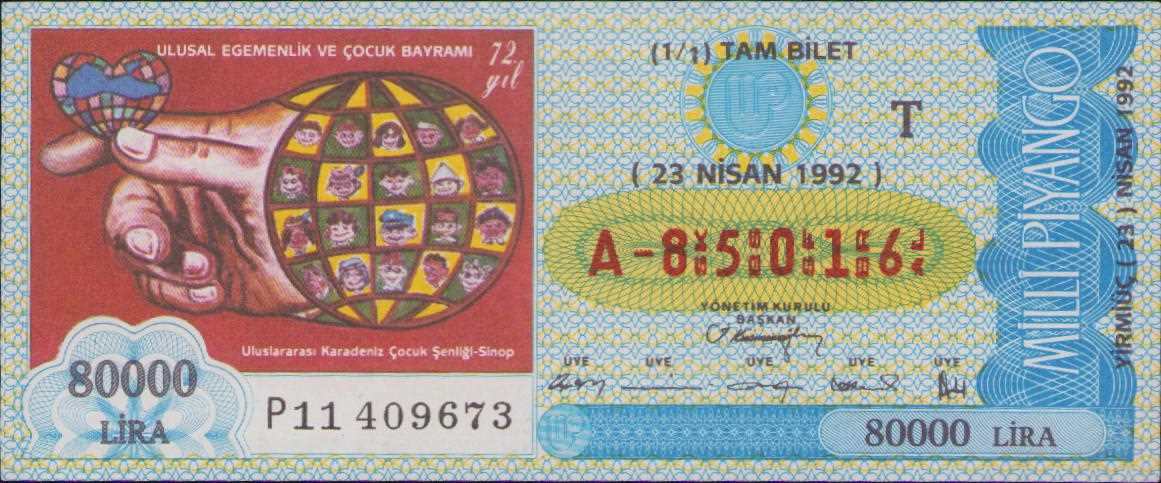 ULUSAL EGEMENLİK VE ÇOCUK BAYRAMI
72.
yıl
Uluslararası Karadeniz Çocuk Şenliği-Sinop
80000
LİRA
P11 409673
(1/1) TAM BİLET
T
( 23 NİSAN 1992 )
A-85016
YÖNETİM KURULU
BAŞKAN
ÜYE ÜYE ÜYE ÜYE ÜYE
80000 LİRA
MİLLİ PİYANGO
YİRMİÜÇ ( 23 ) NİSAN 1992